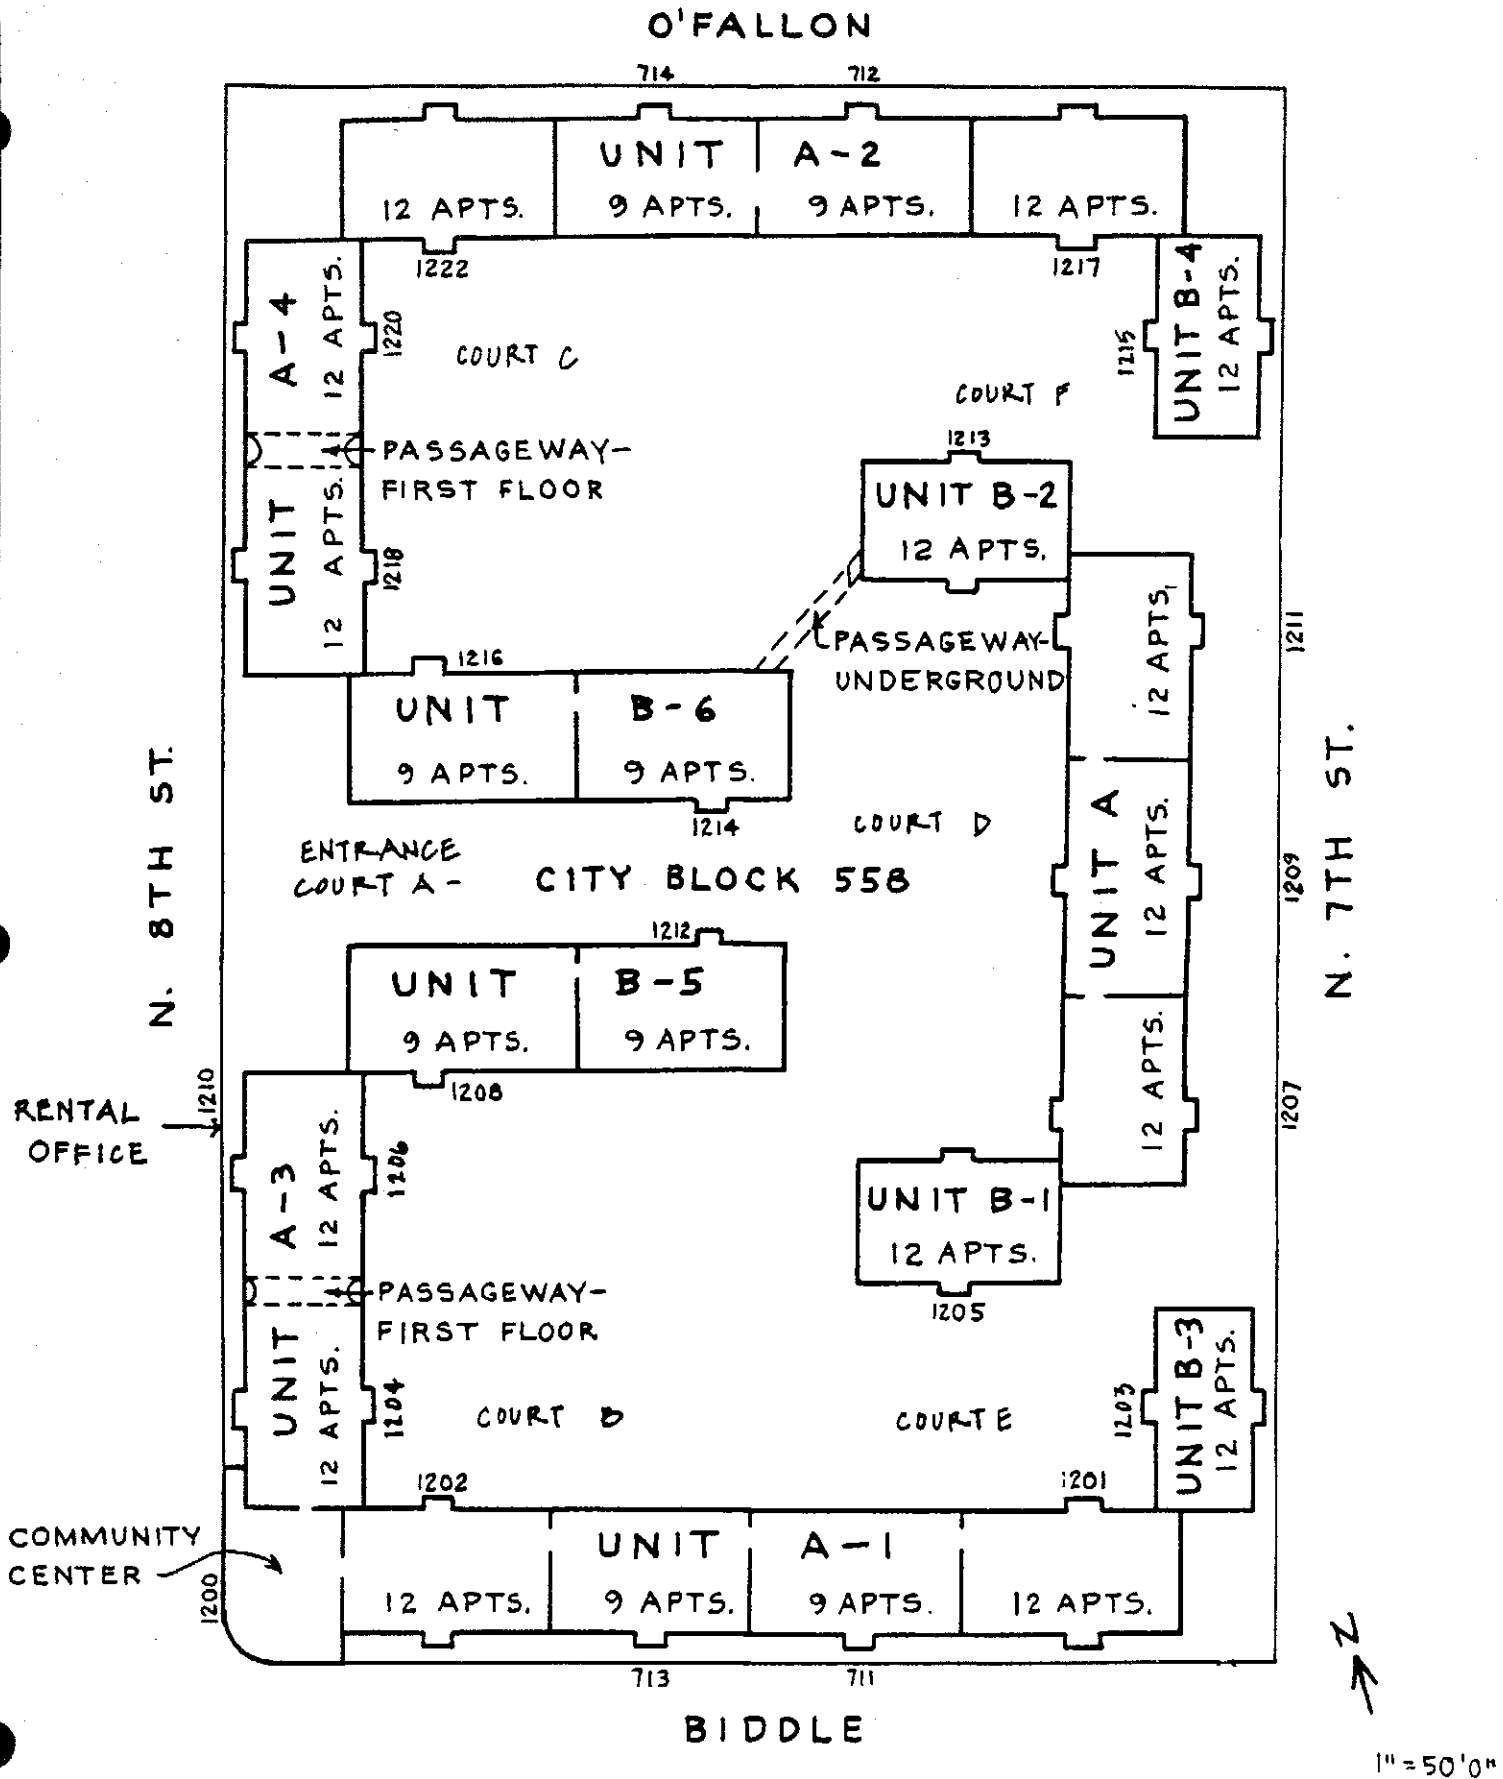 O'FALLON
714
712
UNIT A-2
12 APTS.
9 APTS.
9 APTS.
12 APTS.
1222
1217
A-4
UNIT
12 APTS.
12 APTS.
1220
1218
UNIT B-4
12 APTS.
1215
COURT C
COURT F
PASSAGEWAY-
FIRST FLOOR
1213
UNIT B-2
12 APTS.
PASSAGEWAY-
UNDERGROUND
1216
UNIT B-6
9 APTS.
9 APTS.
1214
12 APTS.
1211
N. 8TH ST.
ENTRANCE
COURT A -
CITY BLOCK 558
COURT D
UNIT A
12 APTS.
1209
N. 7TH ST.
1212
UNIT B-5
9 APTS.
9 APTS.
1208
12 APTS.
1207
1210
RENTAL
OFFICE
A-3
UNIT
12 APTS.
12 APTS.
1206
1204
PASSAGEWAY-
FIRST FLOOR
UNIT B-1
12 APTS.
1205
UNIT B-3
12 APTS.
1203
COURT B
COURT E
1202
1201
COMMUNITY
CENTER
1200
UNIT A-1
12 APTS.
9 APTS.
9 APTS.
12 APTS.
713
711
BIDDLE
N
1"=50'0"